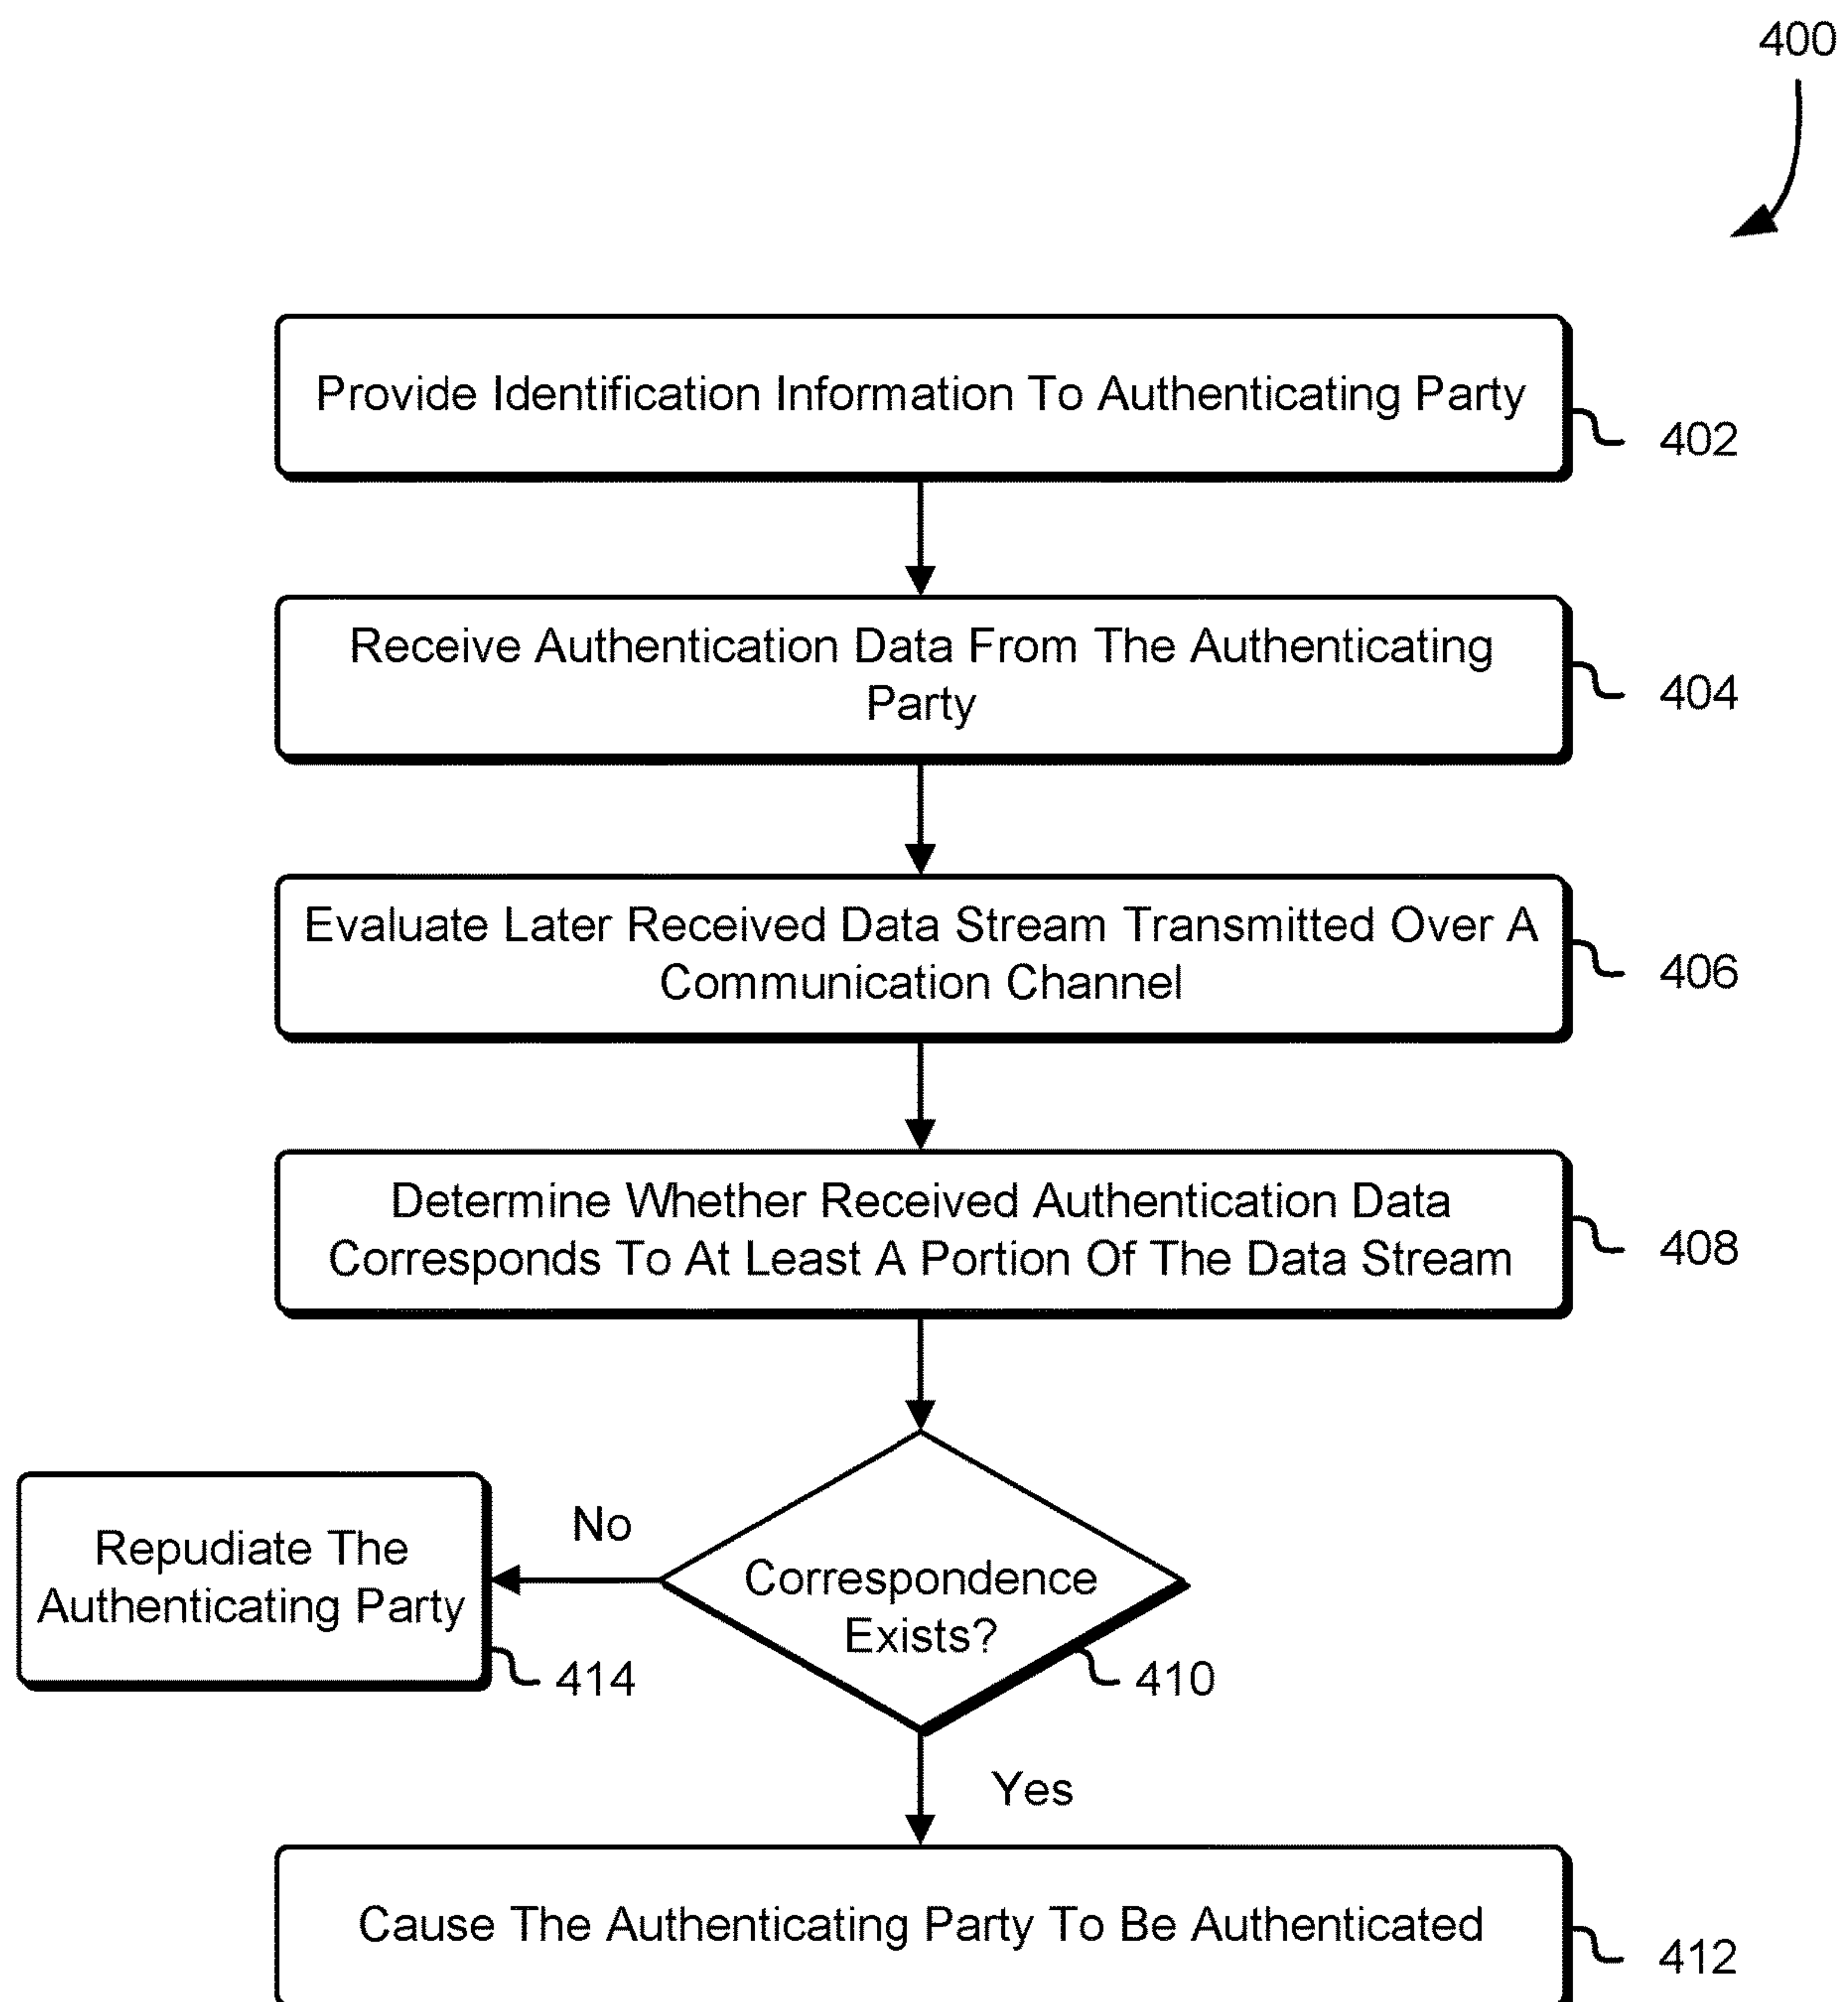 400
Provide Identification Information To Authenticating Party
402
Receive Authentication Data From The Authenticating
Party
404
Evaluate Later Received Data Stream Transmitted Over A
Communication Channel
406
Determine Whether Received Authentication Data
Corresponds To At Least A Portion Of The Data Stream
408
Correspondence
Exists?
410
No
Repudiate The
Authenticating Party
414
Yes
Cause The Authenticating Party To Be Authenticated
412